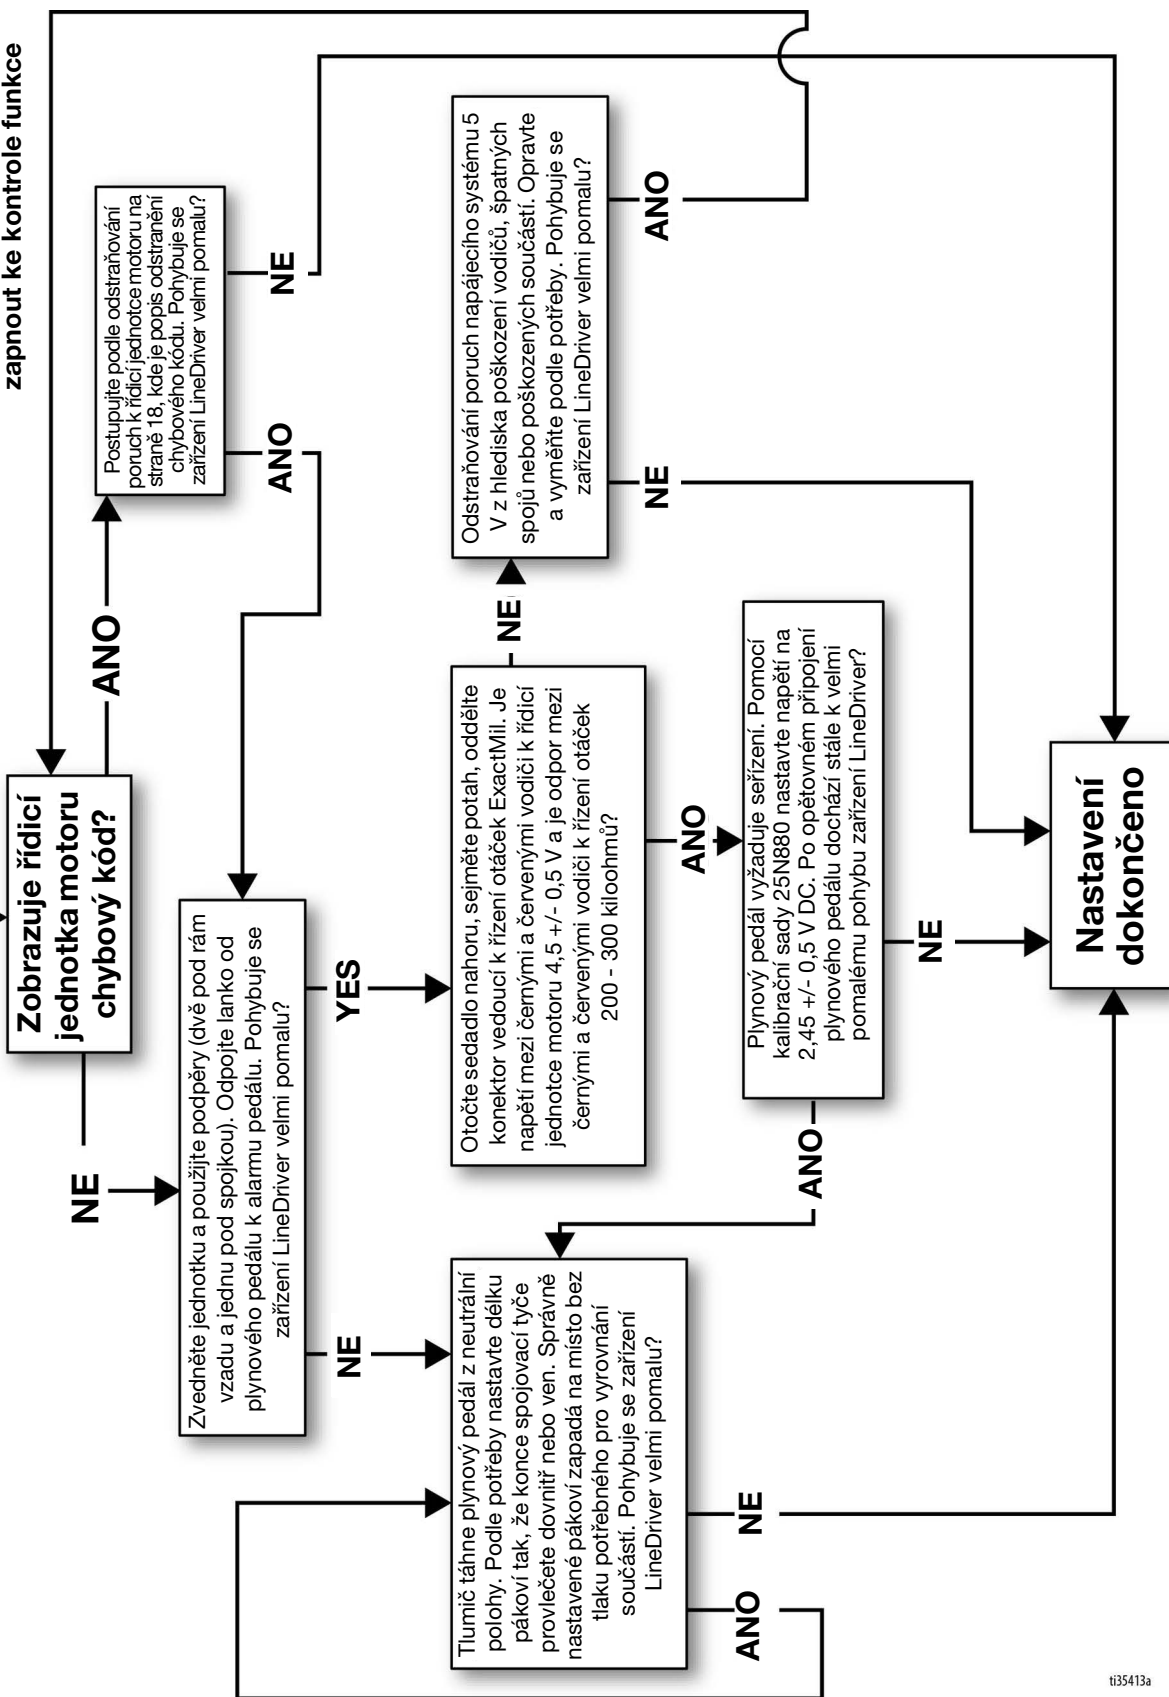 zapnout ke kontrole funkce
Zobrazuje řídicí
jednotka motoru
chybový kód?
NE
ANO
Postupujte podle odstraňování
poruch k řídicí jednotce motoru na
straně 18, kde je popis odstranění
chybového kódu. Pohybuje se
zařízení LineDriver velmi pomalu?
ANO
NE
Zvedněte jednotku a použijte podpěry (dvě pod rám
vzadu a jednu pod spojkou). Odpojte lanko od
plynového pedálu k alarmu pedálu. Pohybuje se
zařízení LineDriver velmi pomalu?
NE
YES
Tlumič táhne plynový pedál z neutrální
polohy. Podle potřeby nastavte délku
pákoví tak, že konce spojovací tyče
provlečete dovnitř nebo ven. Správně
nastavené pákoví zapadá na místo bez
tlaku potřebného pro vyrovnání
součástí. Pohybuje se zařízení
LineDriver velmi pomalu?
ANO
NE
Otočte sedadlo nahoru, sejměte potah, oddělte
konektor vedoucí k řízení otáček ExactMil. Je
napětí mezi černými a červenými vodiči k řídicí
jednotce motoru 4,5 +/- 0,5 V a je odpor mezi
černými a červenými vodiči k řízení otáček
200 - 300 kiloohmů?
NE
ANO
Odstraňování poruch napájecího systému 5
V z hlediska poškození vodičů, špatných
spojů nebo poškozených součástí. Opravte
a vyměňte podle potřeby. Pohybuje se
zařízení LineDriver velmi pomalu?
NE
ANO
Plynový pedál vyžaduje seřízení. Pomocí
kalibrační sady 25N880 nastavte napětí na
2,45 +/- 0,5 V DC. Po opětovném připojení
plynového pedálu dochází stále k velmi
pomalému pohybu zařízení LineDriver?
ANO
NE
Nastavení
dokončeno
ti35413a